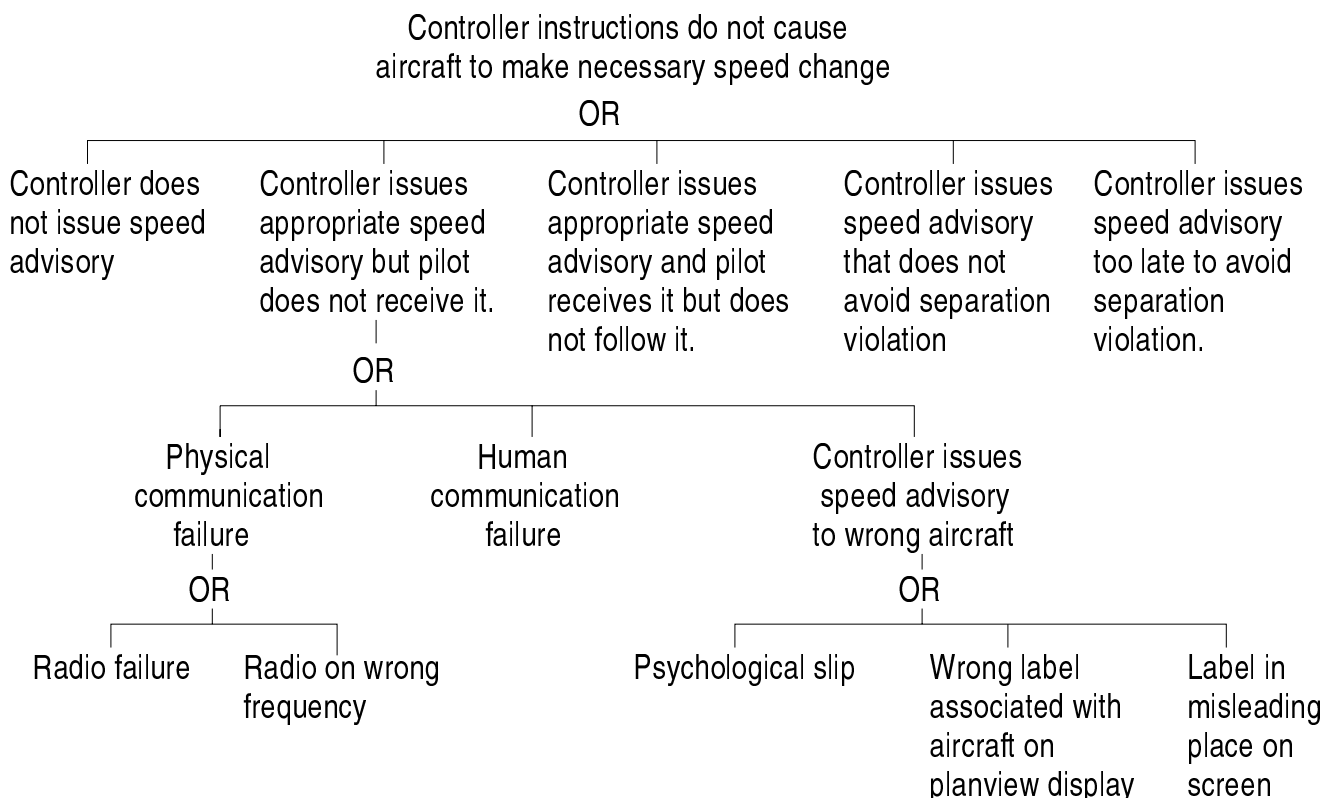 Controller instructions do not cause
aircraft to make necessary speed change
OR
Controller does
not issue speed
advisory
Controller issues
appropriate speed
advisory but pilot
does not receive it.
Controller issues
appropriate speed
advisory and pilot
receives it but does
not follow it.
Controller issues
speed advisory
that does not
avoid separation
violation
Controller issues
speed advisory
too late to avoid
separation
violation.
OR
Physical
communication
failure
Human
communication
failure
Controller issues
speed advisory
to wrong aircraft
OR
Radio failure
Radio on wrong
frequency
OR
Psychological slip
Wrong label
associated with
aircraft on
planview display
Label in
misleading
place on
screen